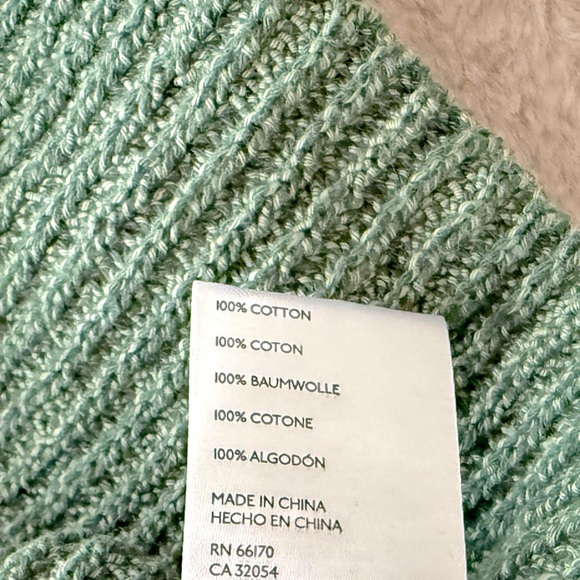 100% COTTON
100% COTON
100% BAUMWOLLE
100% COTONE
100% ALGODÓN
MADE IN CHINA
HECHO EN CHINA
RN 66170
CA 32054